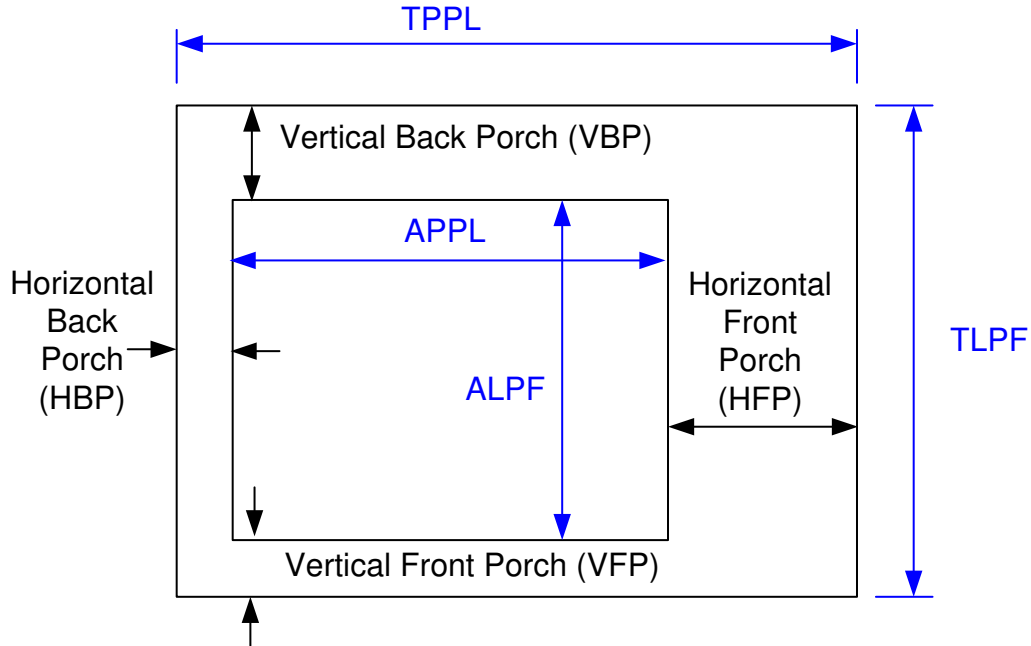 TPPL
Vertical Back Porch (VBP)
APPL
Horizontal
Back
Porch
(HBP)
Horizontal
Front
Porch
(HFP)
TLPF
ALPF
Vertical Front Porch (VFP)